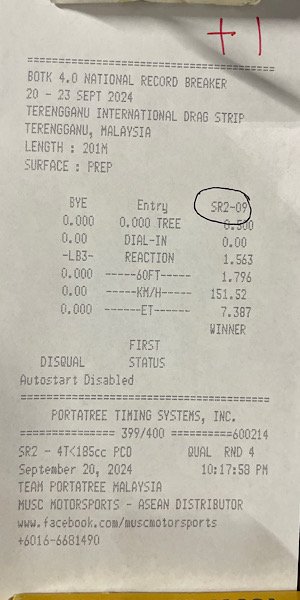 +1
BOTK 4.0 NATIONAL RECORD BREAKER
20 - 23 SEPT 2024
TERENGGANU INTERNATIONAL DRAG STRIP
TERENGGANU, MALAYSIA
LENGTH : 201M
SURFACE : PREP
BYE Entry SR2-09
0.000 0.000 TREE 0.500
0.00 DIAL-IN 0.00
-LB3- REACTION 1.563
0.000 -----60FT----- 1.796
0.00 -----KM/H----- 151.52
0.000 ------ET------ 7.387
WINNER
FIRST
DISQUAL STATUS
Autostart Disabled
PORTATREE TIMING SYSTEMS, INC.
============ 399/400 ==========600214
SR2 - 4T<185cc PCO QUAL RND 4
September 20, 2024 10:17:58 PM
TEAM PORTATREE MALAYSIA
MUSC MOTORSPORTS - ASEAN DISTRIBUTOR
www.facebook.com/muscmotorsports
+6016-6681490